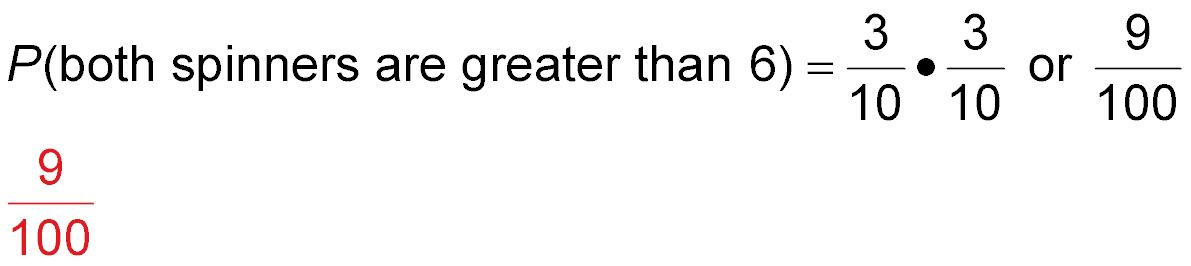 P(both spinners are greater than 6) = 3/10 • 3/10 or 9/100
9/100